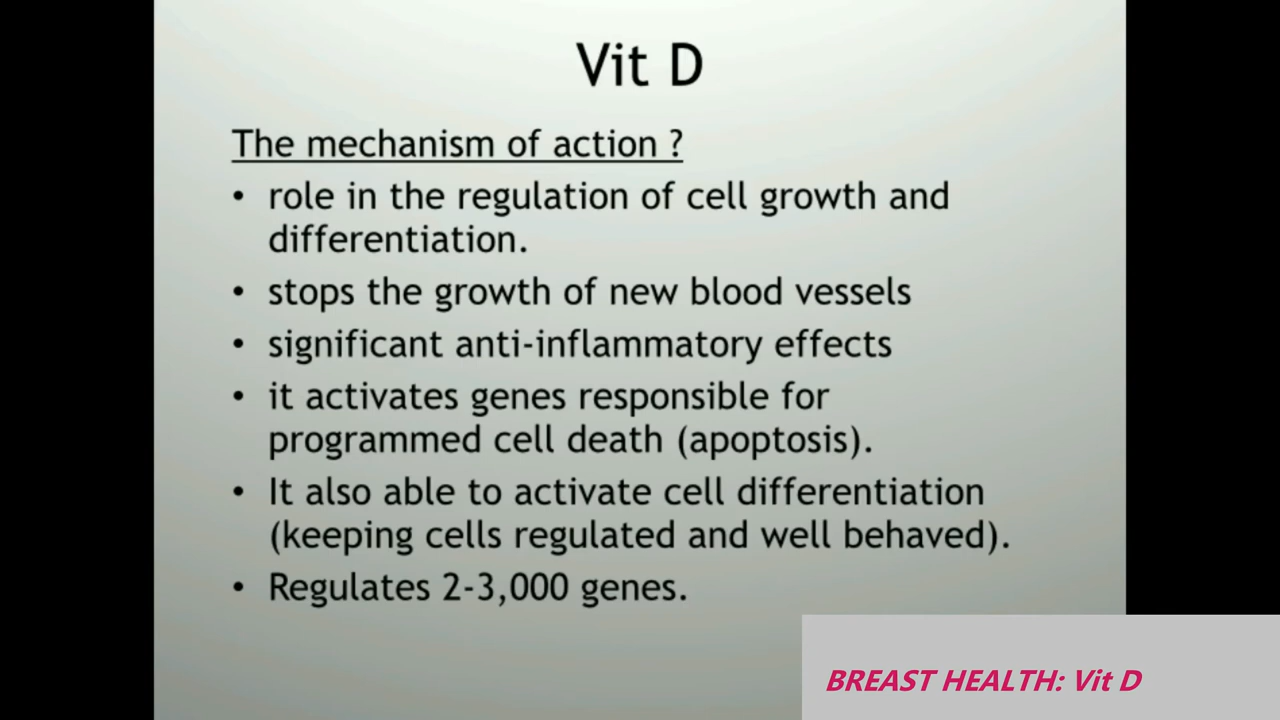 Vit D
The mechanism of action ?
• role in the regulation of cell growth and
differentiation.
• stops the growth of new blood vessels
• significant anti-inflammatory effects
• it activates genes responsible for
programmed cell death (apoptosis).
• It also able to activate cell differentiation
(keeping cells regulated and well behaved).
• Regulates 2-3,000 genes.
BREAST HEALTH: Vit D